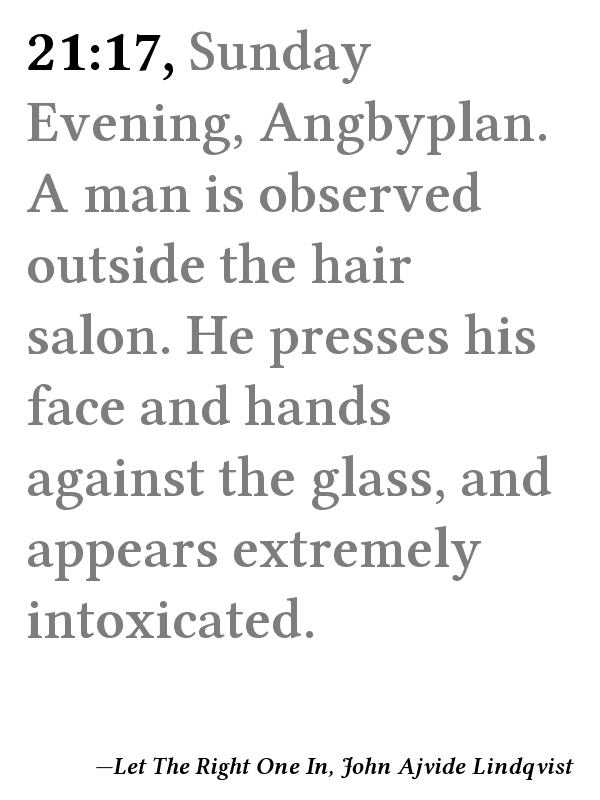 21:17, Sunday
Evening, Angbyplan.
A man is observed
outside the hair
salon. He presses his
face and hands
against the glass, and
appears extremely
intoxicated.
—Let The Right One In, John Ajvide Lindqvist